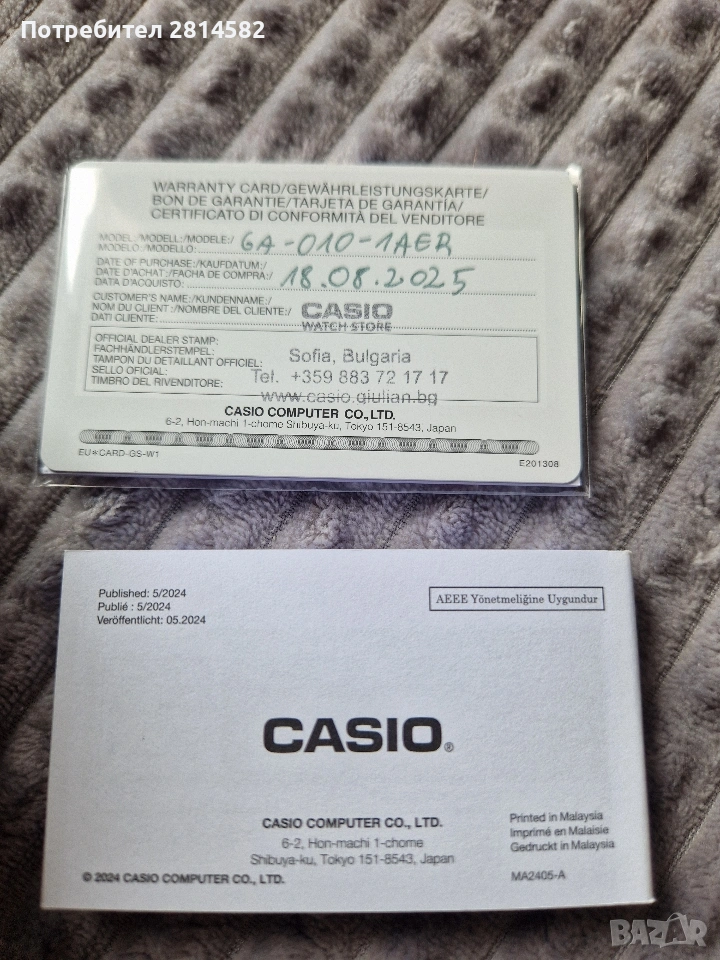 Потребител 2814582
WARRANTY CARD/GEWÄHRLEISTUNGSKARTE/
BON DE GARANTIE/TARJETA DE GARANTÍA/
CERTIFICATO DI CONFORMITÀ DEL VENDITORE
MODEL:/MODELL:/MODELE:/
MODELO:/MODELLO: GA-010-1AER
DATE OF PURCHASE:/KAUFDATUM:/
DATE D'ACHAT:/FACHA DE COMPRA:/
DATA D'ACQUISTO: 18.08.2025
CUSTOMER'S NAME:/KUNDENNAME:/
NOM DU CLIENT:/NOMBRE DEL CLIENTE:/
DATI CLIENTE:
CASIO
WATCH STORE
OFFICIAL DEALER STAMP:
FACHHÄNDLERSTEMPEL:
TAMPON DU DETAILLANT OFFICIEL:
SELLO OFICIAL:
TIMBRO DEL RIVENDITORE:
Sofia, Bulgaria
Tel. +359 883 72 17 17
www.casio.giulian.bg
CASIO COMPUTER CO.,LTD.
6-2, Hon-machi 1-chome Shibuya-ku, Tokyo 151-8543, Japan
EU*CARD-GS-W1
E201308
Published: 5/2024
Publié : 5/2024
Veröffentlicht: 05.2024
AEEE Yönetmeliğine Uygundur
CASIO®
CASIO COMPUTER CO., LTD.
6-2, Hon-machi 1-chome
Shibuya-ku, Tokyo 151-8543, Japan
Printed in Malaysia
Imprimé en Malaisie
Gedruckt in Malaysia
© 2024 CASIO COMPUTER CO., LTD.
MA2405-A
BAZAR